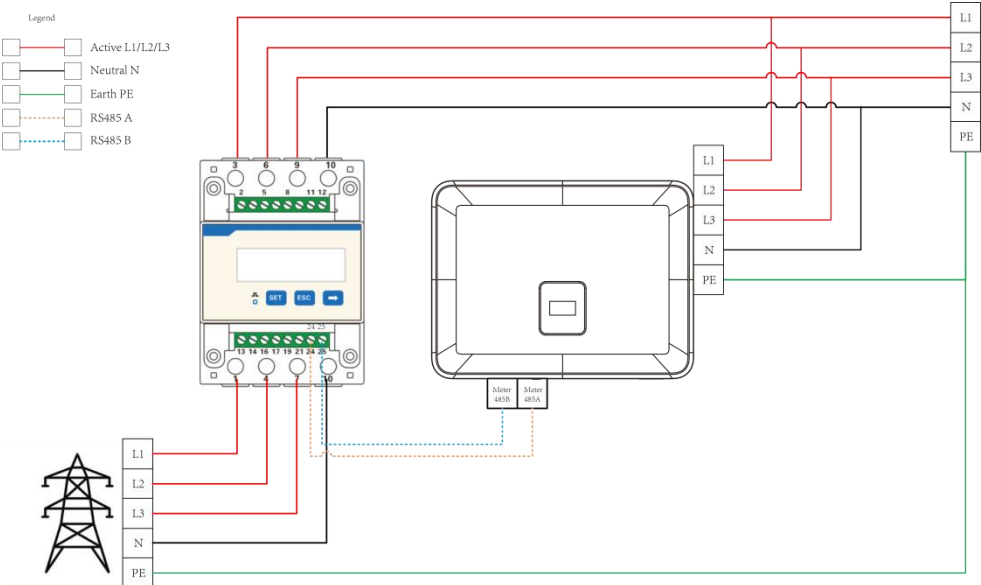 Legend
Active L1/L2/L3
Neutral N
Earth PE
RS485 A
RS485 B
L1
L2
L3
N
PE
3 6 9 10
2 5 8 11 12
SET ESC
24 25
13 14 16 17 19 21 24 25
1 4 7 10
L1
L2
L3
N
PE
Meter
485B
Meter
485A
L1
L2
L3
N
PE